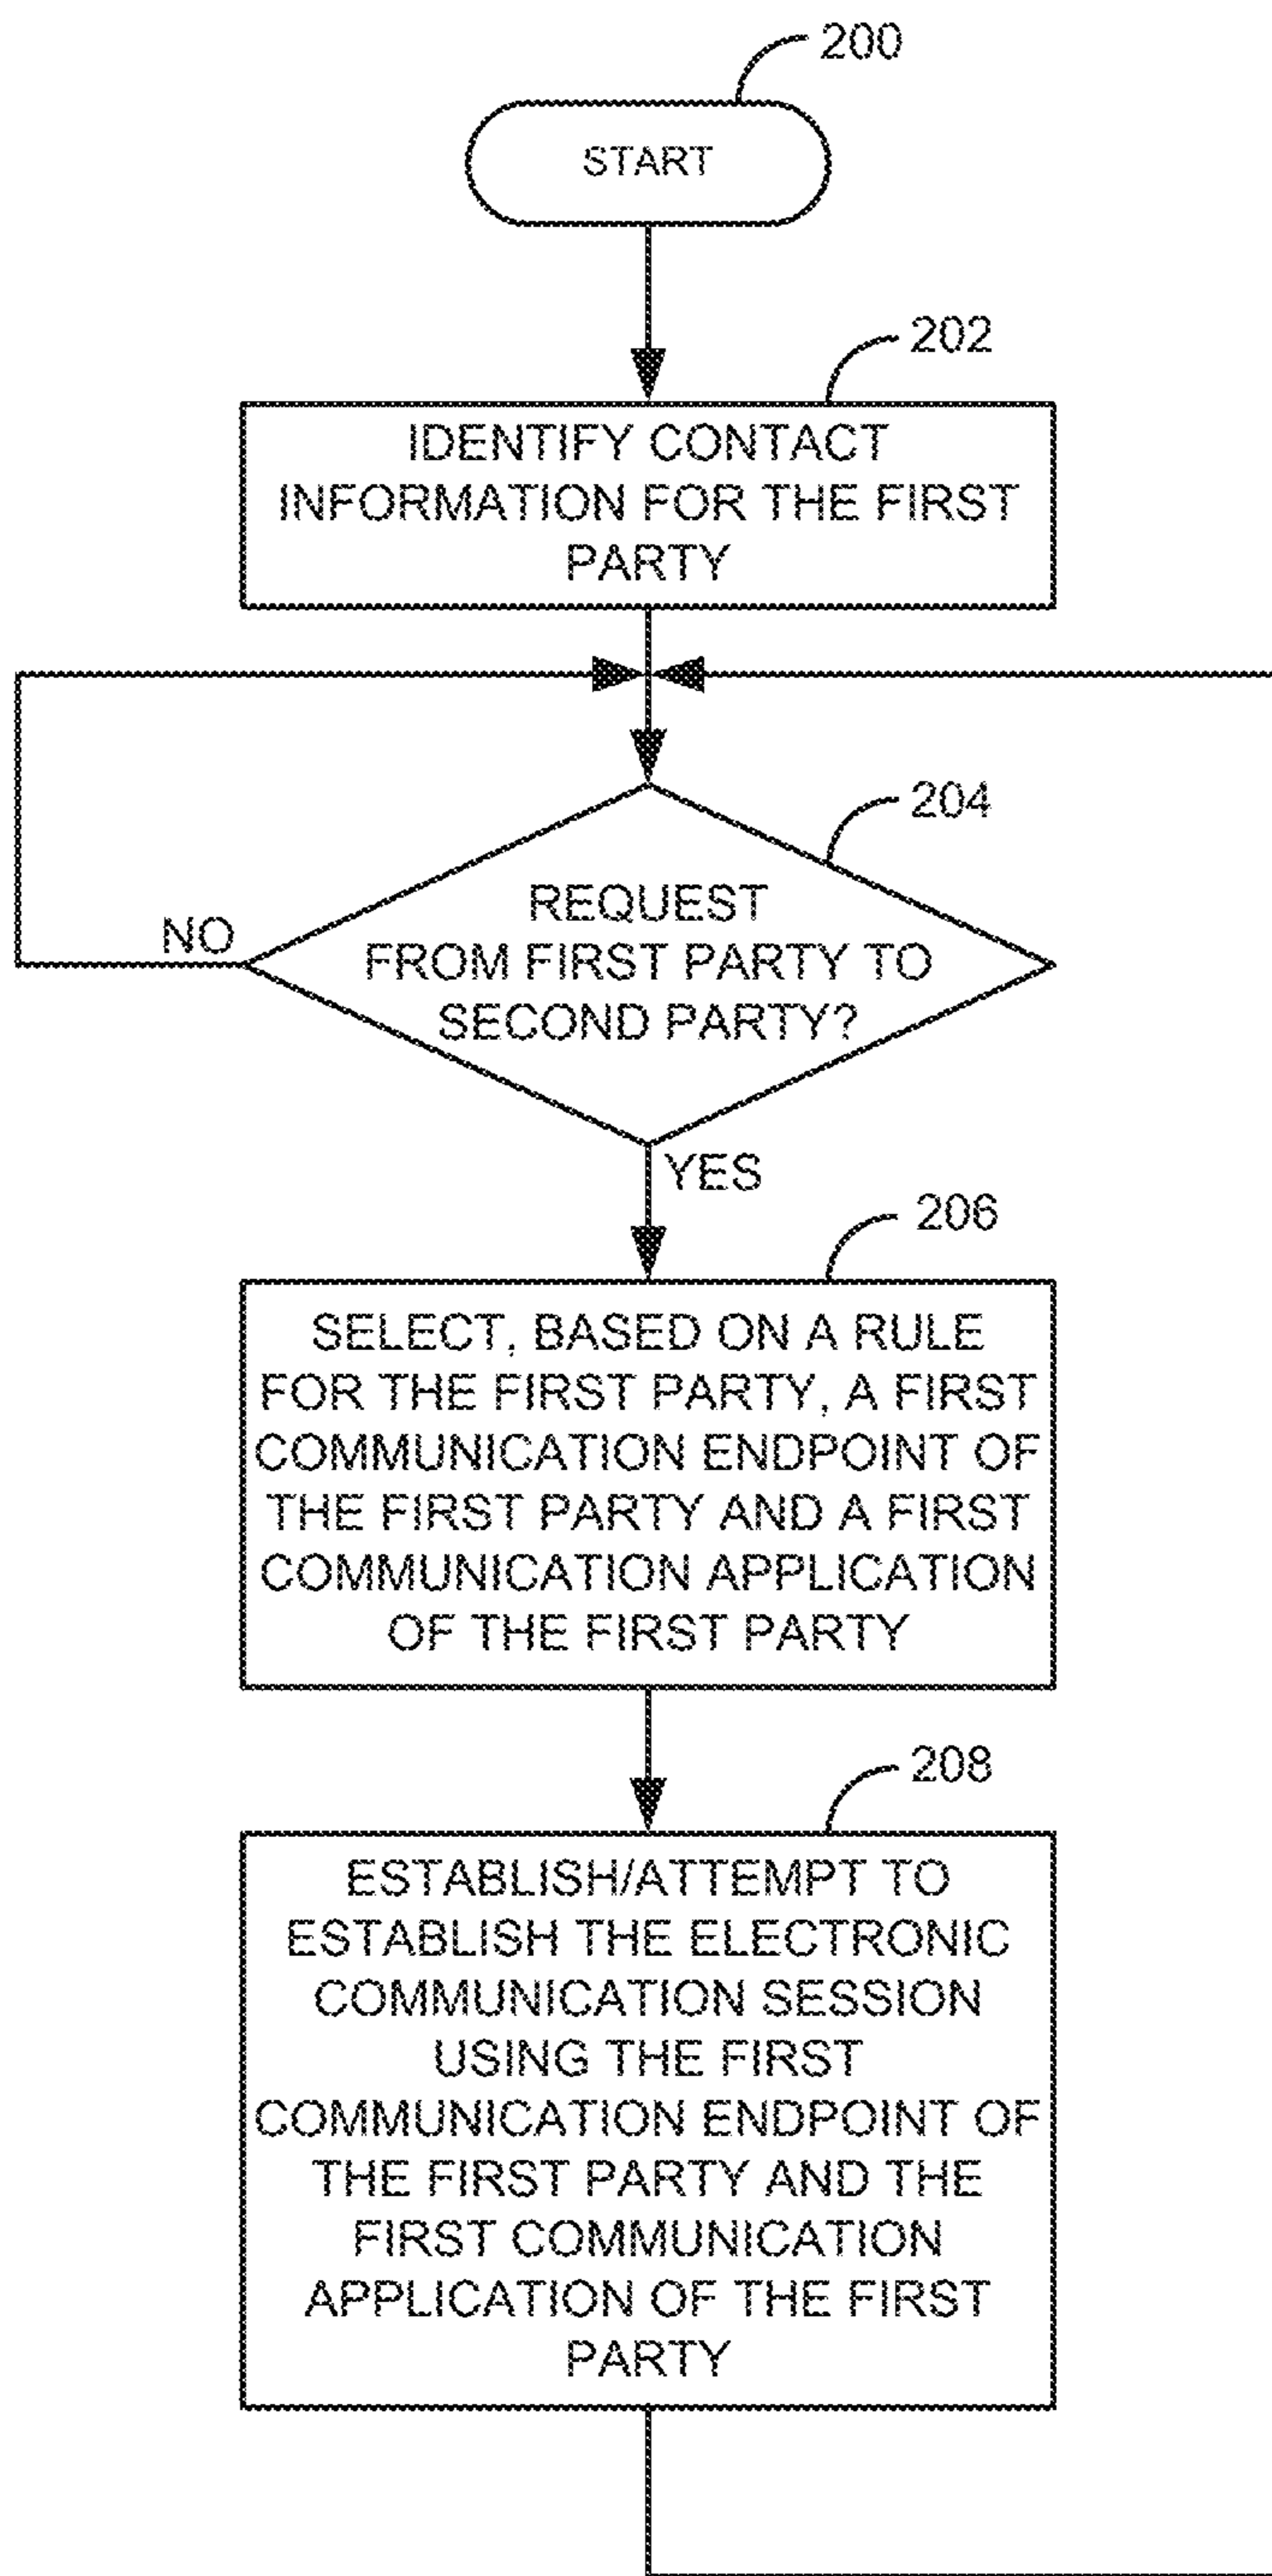 200
START
202
IDENTIFY CONTACT
INFORMATION FOR THE FIRST
PARTY
204
REQUEST
FROM FIRST PARTY TO
SECOND PARTY?
NO
YES
206
SELECT, BASED ON A RULE
FOR THE FIRST PARTY, A FIRST
COMMUNICATION ENDPOINT OF
THE FIRST PARTY AND A FIRST
COMMUNICATION APPLICATION
OF THE FIRST PARTY
208
ESTABLISH/ATTEMPT TO
ESTABLISH THE ELECTRONIC
COMMUNICATION SESSION
USING THE FIRST
COMMUNICATION ENDPOINT OF
THE FIRST PARTY AND THE
FIRST COMMUNICATION
APPLICATION OF THE FIRST
PARTY